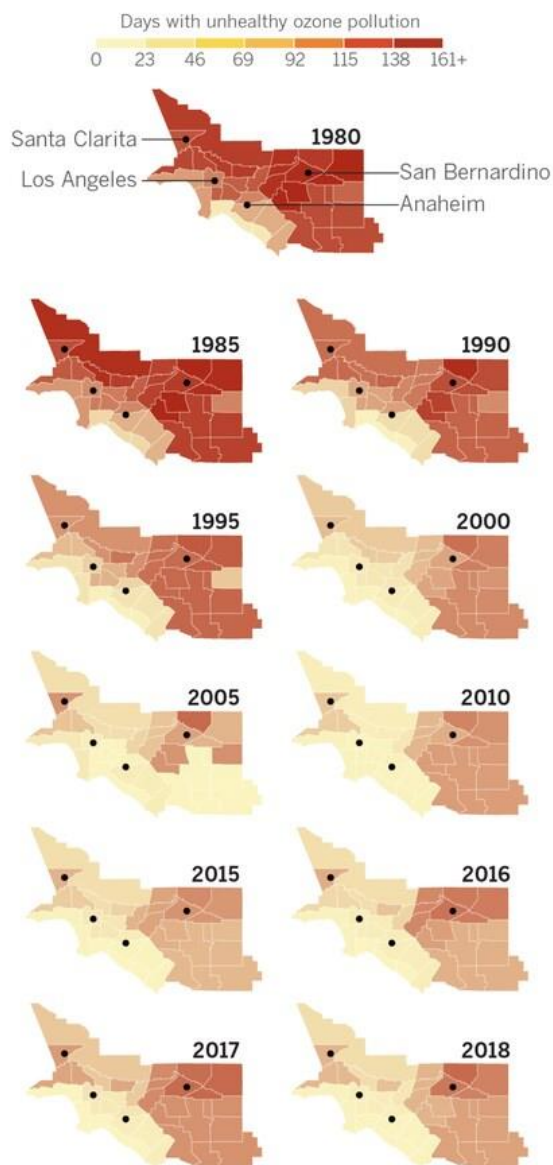 Days with unhealthy ozone pollution
0 23 46 69 92 115 138 161+
1980
Santa Clarita
San Bernardino
Los Angeles
Anaheim
1985 1990
1995 2000
2005 2010
2015 2016
2017 2018